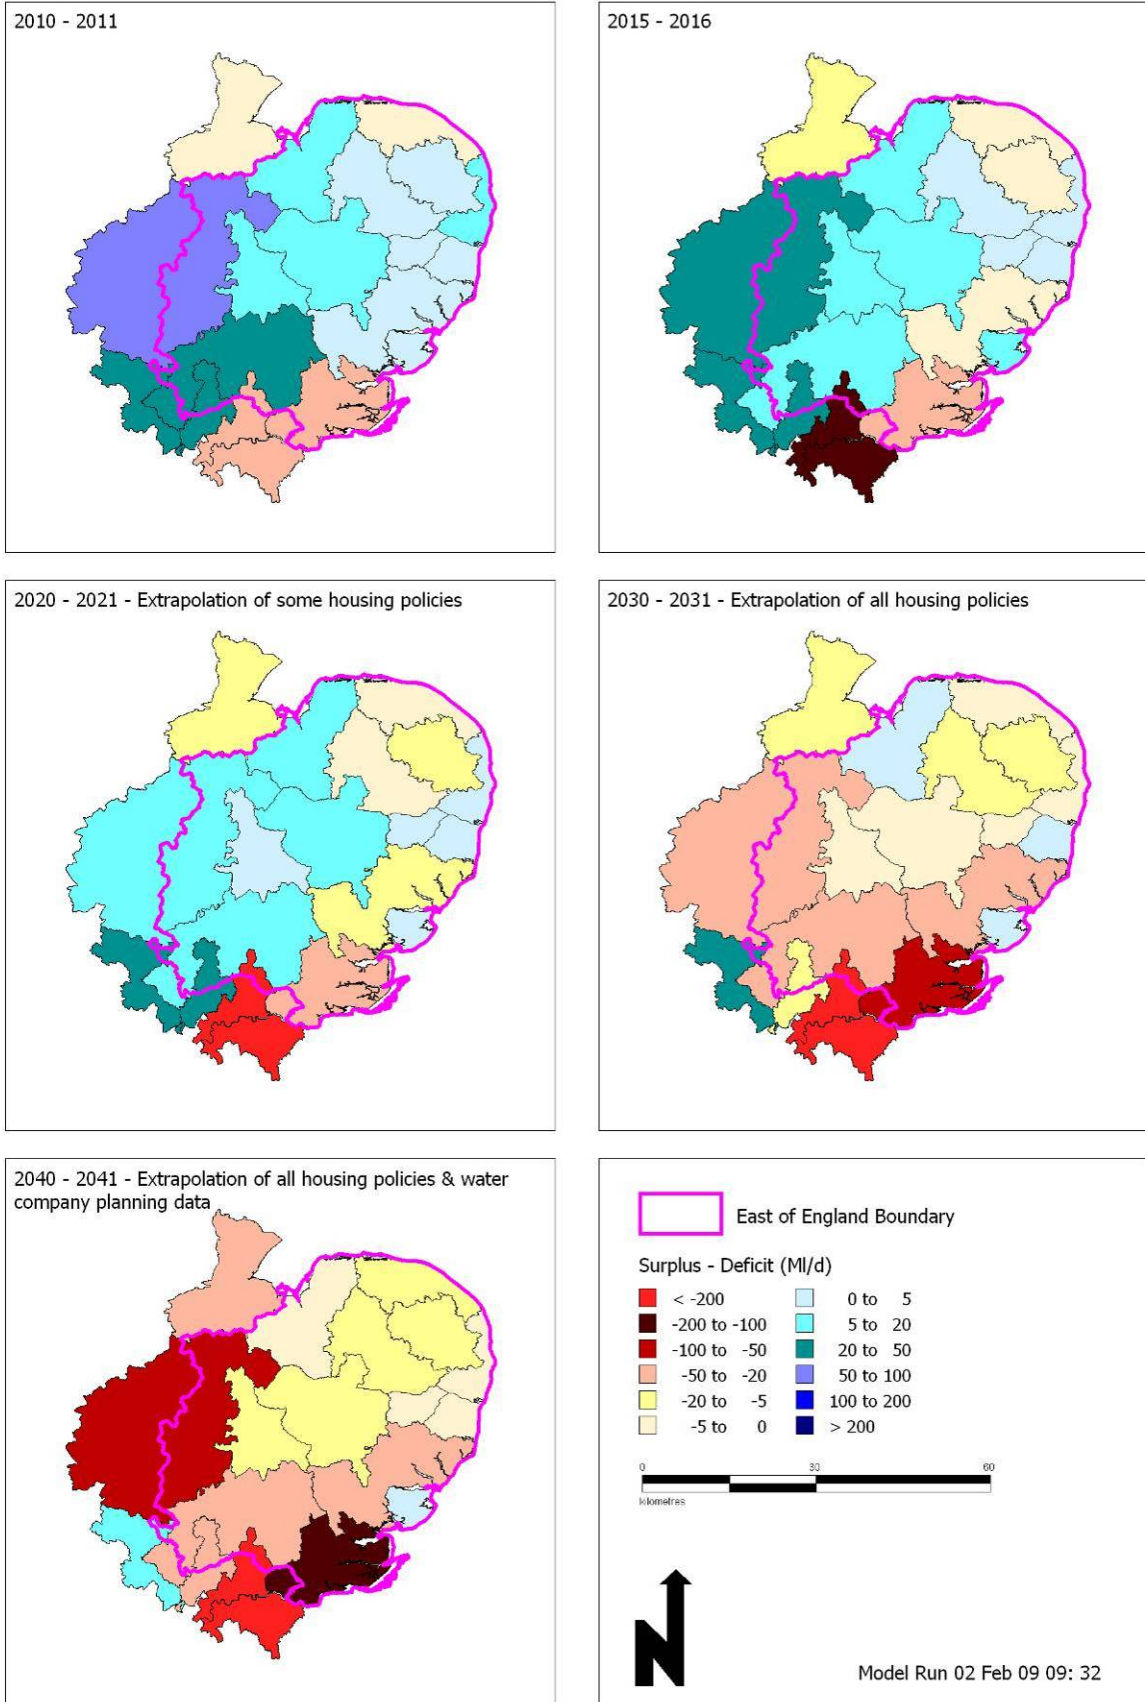 2010 - 2011
2015 - 2016
2020 - 2021 - Extrapolation of some housing policies
2030 - 2031 - Extrapolation of all housing policies
2040 - 2041 - Extrapolation of all housing policies & water
company planning data
East of England Boundary
Surplus - Deficit (Ml/d)
< -200
-200 to -100
-100 to -50
-50 to -20
-20 to -5
-5 to 0
0 to 5
5 to 20
20 to 50
50 to 100
100 to 200
> 200
0 30 60
kilometres
N
Model Run 02 Feb 09 09: 32